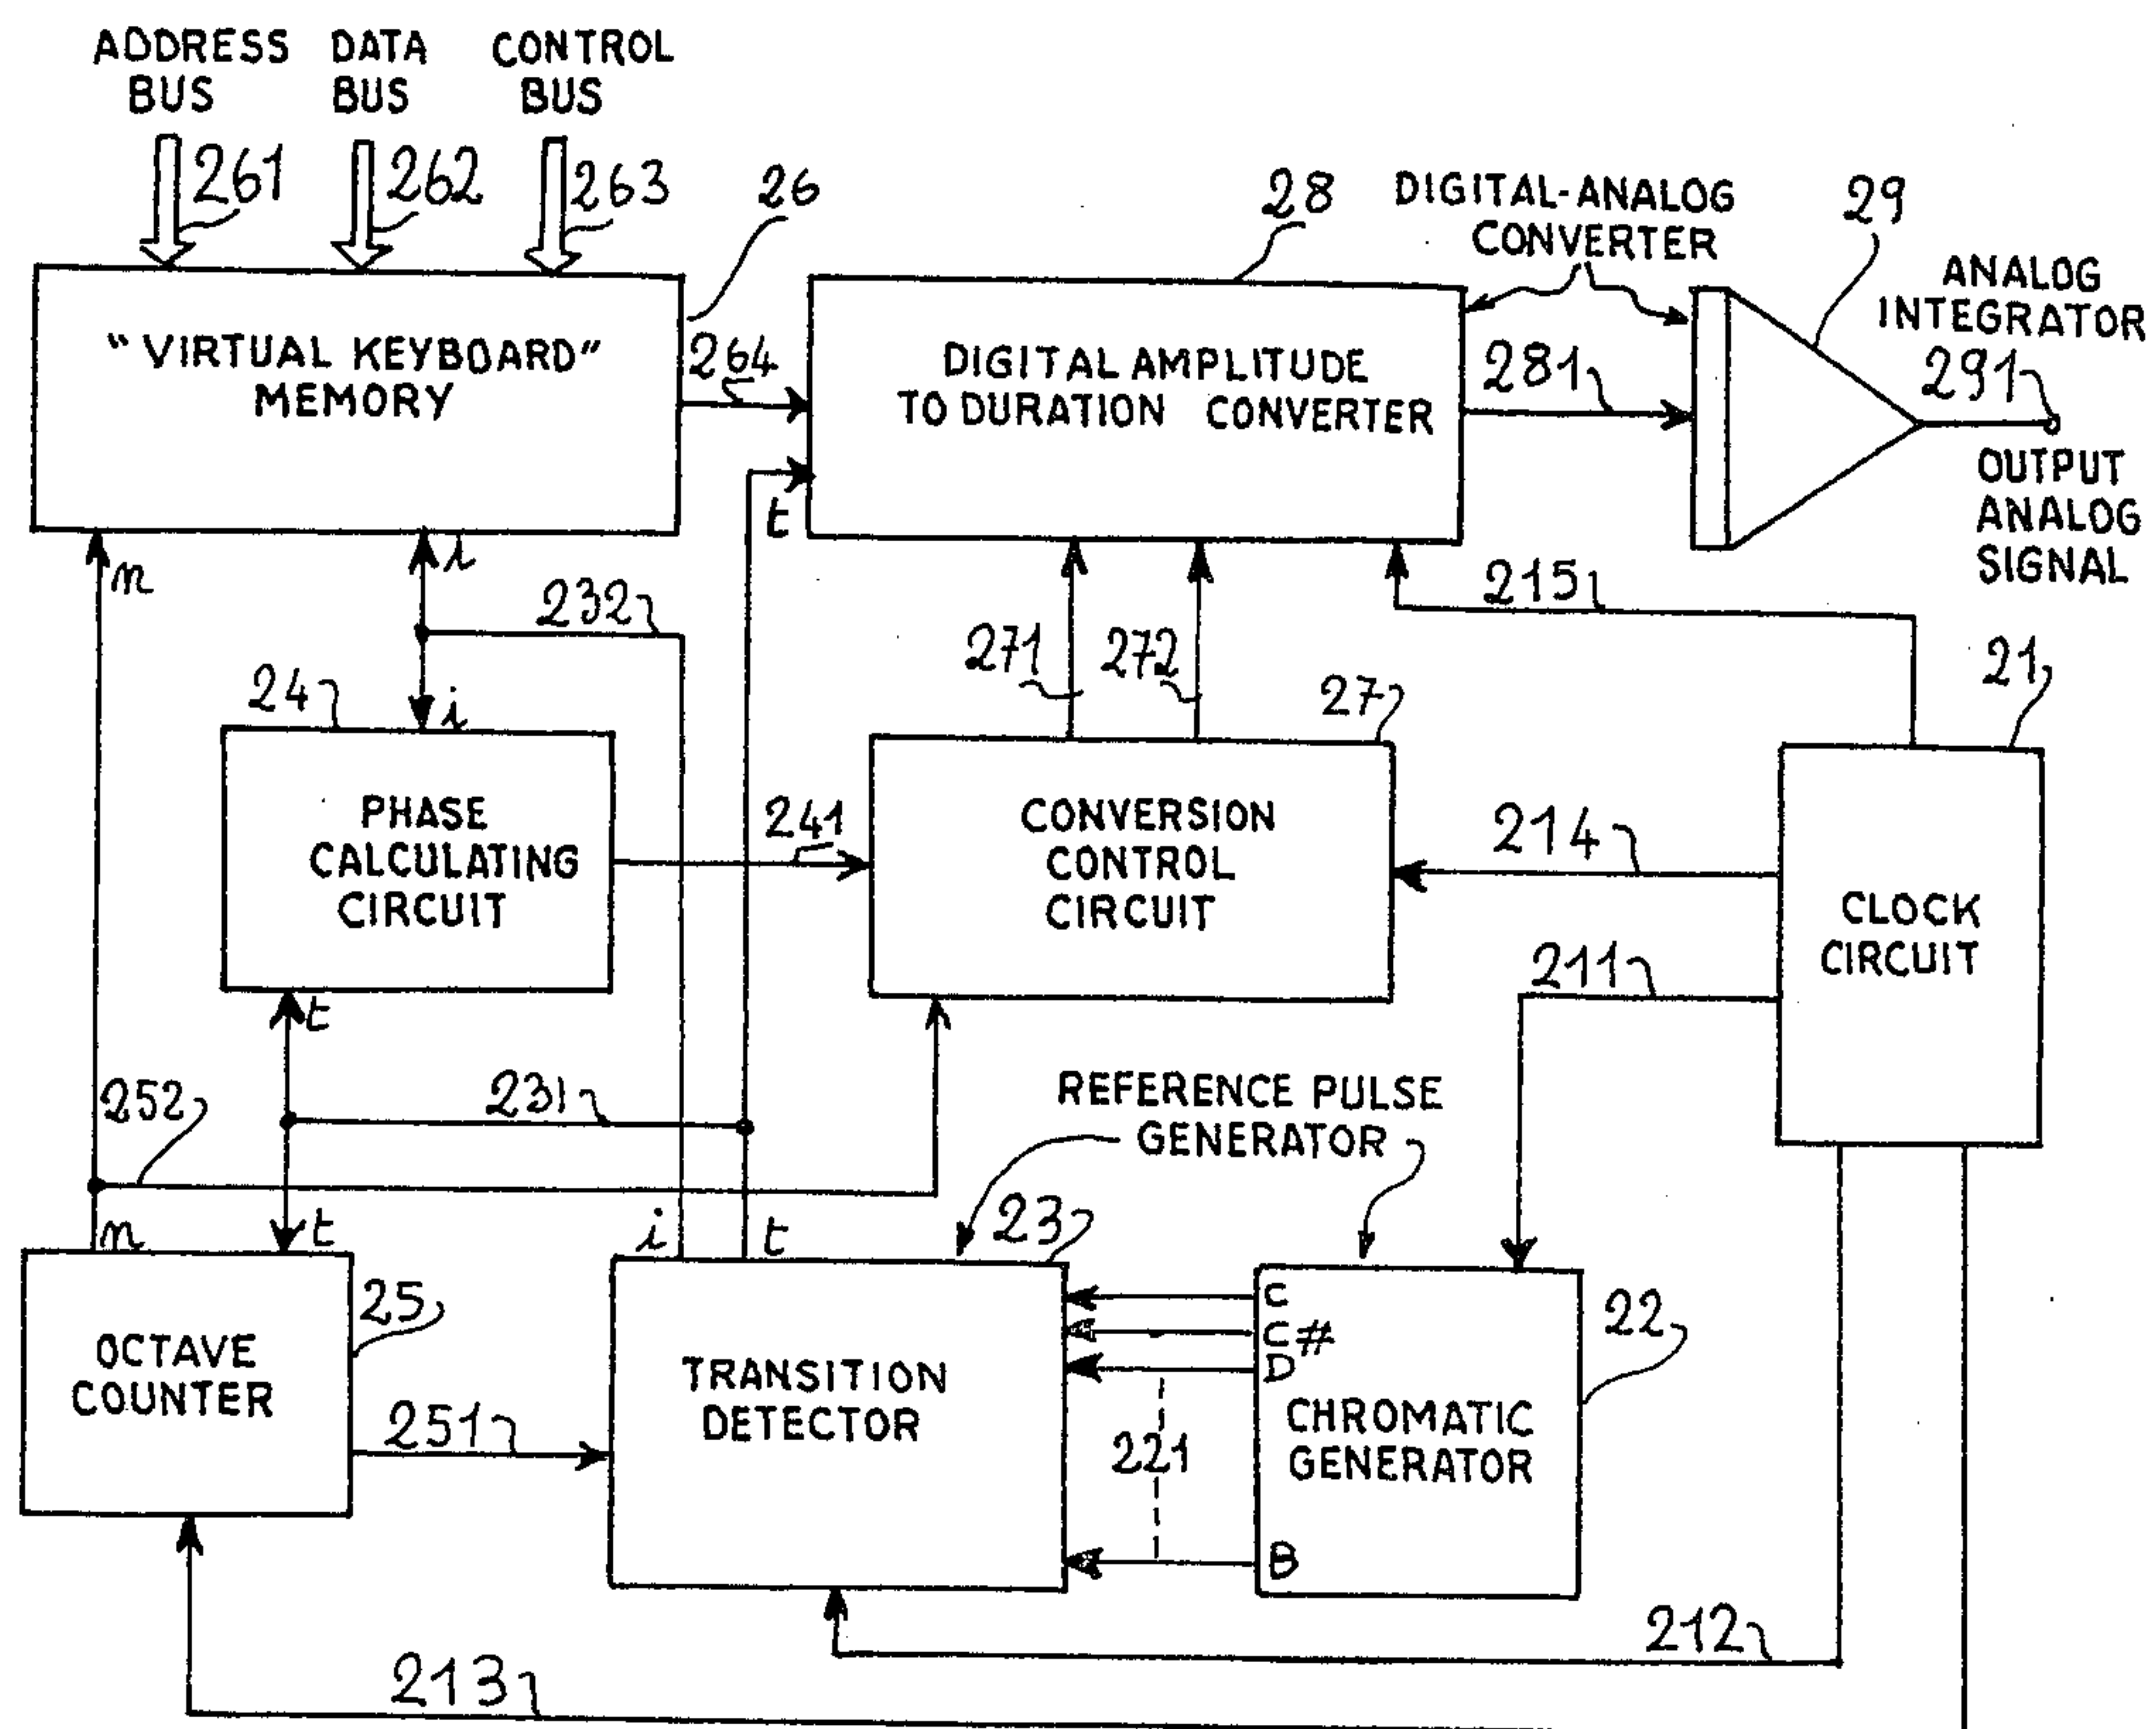 ADDRESS BUS
DATA BUS
CONTROL BUS
261
262
263
26
28
DIGITAL-ANALOG
CONVERTER
29
ANALOG
INTEGRATOR
"VIRTUAL KEYBOARD"
MEMORY
264
DIGITAL AMPLITUDE
TO DURATION CONVERTER
281
291
OUTPUT
ANALOG
SIGNAL
t
n
i
232
271
272
215
24
i
27
21
PHASE
CALCULATING
CIRCUIT
241
CONVERSION
CONTROL
CIRCUIT
214
CLOCK
CIRCUIT
211
t
252
231
REFERENCE PULSE
GENERATOR
n
t
i
t
23
25
C
C#
D
B
22
OCTAVE
COUNTER
251
TRANSITION
DETECTOR
221
CHROMATIC
GENERATOR
212
213